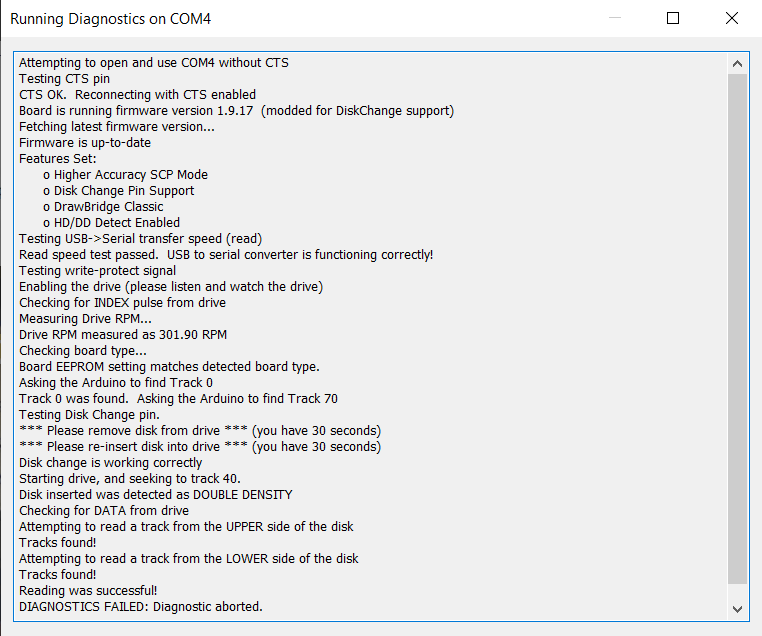 Running Diagnostics on COM4
Attempting to open and use COM4 without CTS
Testing CTS pin
CTS OK.  Reconnecting with CTS enabled
Board is running firmware version 1.9.17  (modded for DiskChange support)
Fetching latest firmware version...
Firmware is up-to-date
Features Set:
o Higher Accuracy SCP Mode
o Disk Change Pin Support
o DrawBridge Classic
o HD/DD Detect Enabled
Testing USB->Serial transfer speed (read)
Read speed test passed.  USB to serial converter is functioning correctly!
Testing write-protect signal
Enabling the drive (please listen and watch the drive)
Checking for INDEX pulse from drive
Measuring Drive RPM...
Drive RPM measured as 301.90 RPM
Checking board type...
Board EEPROM setting matches detected board type.
Asking the Arduino to find Track 0
Track 0 was found.  Asking the Arduino to find Track 70
Testing Disk Change pin.
*** Please remove disk from drive *** (you have 30 seconds)
*** Please re-insert disk into drive *** (you have 30 seconds)
Disk change is working correctly
Starting drive, and seeking to track 40.
Disk inserted was detected as DOUBLE DENSITY
Checking for DATA from drive
Attempting to read a track from the UPPER side of the disk
Tracks found!
Attempting to read a track from the LOWER side of the disk
Tracks found!
Reading was successful!
DIAGNOSTICS FAILED: Diagnostic aborted.